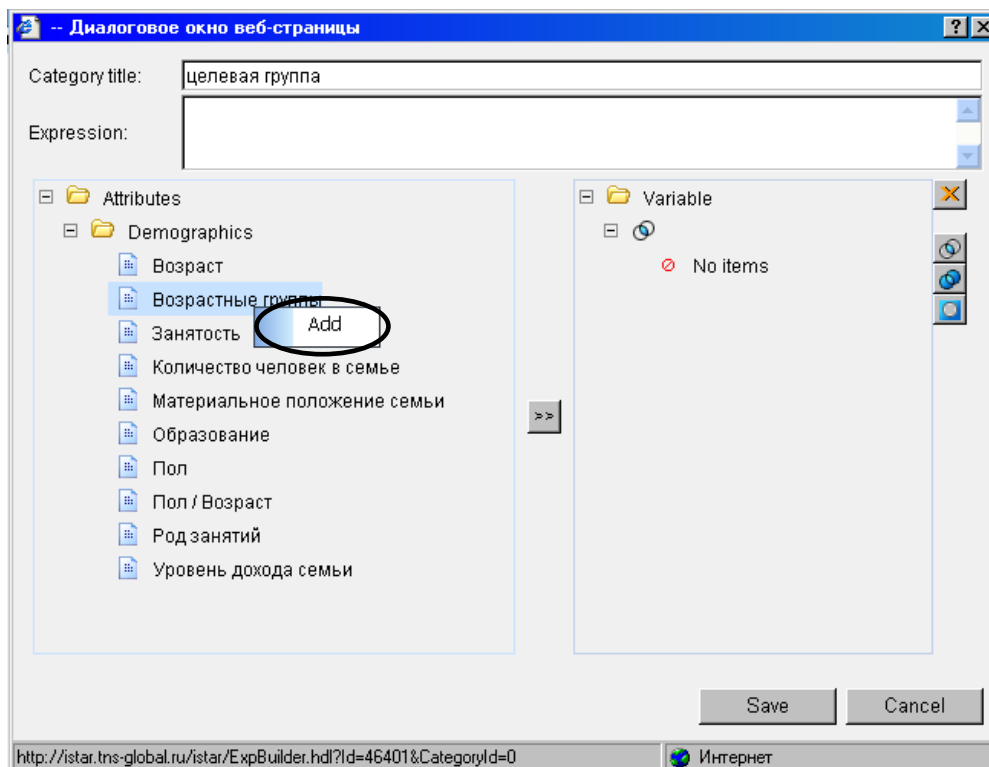 -- Диалоговое окно веб-страницы
Category title: целевая группа
Expression:
Attributes
Demographics
Возраст
Возрастные группы
Add
Занятость
Количество человек в семье
Материальное положение семьи
Образование
Пол
Пол / Возраст
Род занятий
Уровень дохода семьи
>>
Variable
No items
Save Cancel
http://istar.tns-global.ru/istar/ExpBuilder.hdl?Id=46401&CategoryId=0 Интернет